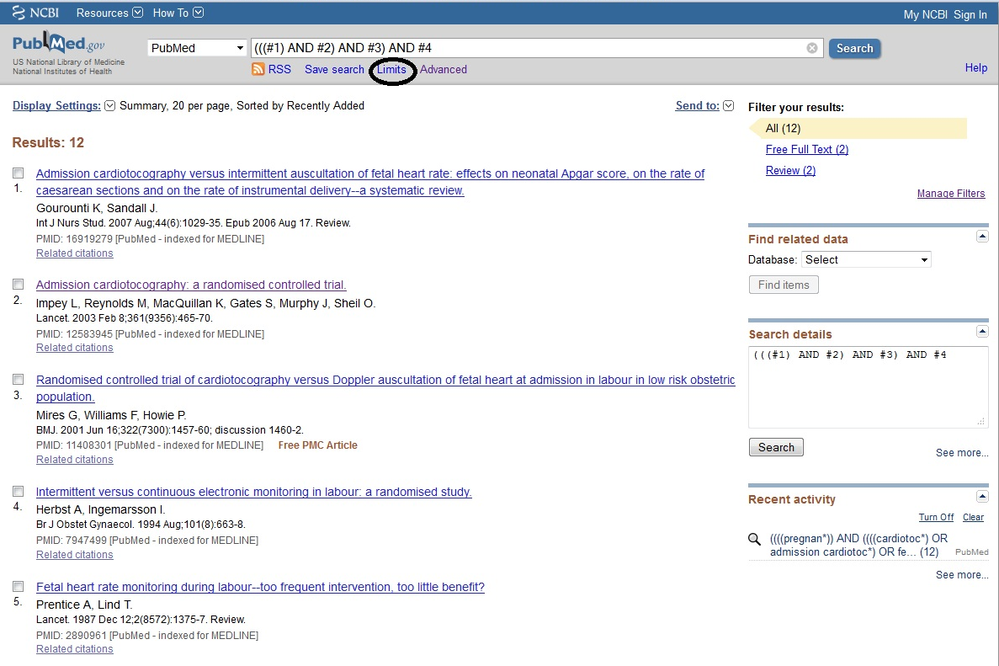 NCBI Resources How To My NCBI Sign In
PubMed.gov
US National Library of Medicine
National Institutes of Health
PubMed (((#1) AND #2) AND #3) AND #4 Search
RSS Save search Limits Advanced Help
Display Settings: Summary, 20 per page, Sorted by Recently Added Send to:
Results: 12
1. Admission cardiotocography versus intermittent auscultation of fetal heart rate: effects on neonatal Apgar score, on the rate of
caesarean sections and on the rate of instrumental delivery--a systematic review.
Gourounti K, Sandall J.
Int J Nurs Stud. 2007 Aug;44(6):1029-35. Epub 2006 Aug 17. Review.
PMID: 16919279 [PubMed - indexed for MEDLINE]
Related citations
2. Admission cardiotocography: a randomised controlled trial.
Impey L, Reynolds M, MacQuillan K, Gates S, Murphy J, Sheil O.
Lancet. 2003 Feb 8;361(9356):465-70.
PMID: 12583945 [PubMed - indexed for MEDLINE]
Related citations
3. Randomised controlled trial of cardiotocography versus Doppler auscultation of fetal heart at admission in labour in low risk obstetric
population.
Mires G, Williams F, Howie P.
BMJ. 2001 Jun 16;322(7300):1457-60; discussion 1460-2.
PMID: 11408301 [PubMed - indexed for MEDLINE] Free PMC Article
Related citations
4. Intermittent versus continuous electronic monitoring in labour: a randomised study.
Herbst A, Ingemarsson I.
Br J Obstet Gynaecol. 1994 Aug;101(8):663-8.
PMID: 7947499 [PubMed - indexed for MEDLINE]
Related citations
5. Fetal heart rate monitoring during labour--too frequent intervention, too little benefit?
Prentice A, Lind T.
Lancet. 1987 Dec 12;2(8572):1375-7. Review.
PMID: 2890961 [PubMed - indexed for MEDLINE]
Related citations
Filter your results:
All (12)
Free Full Text (2)
Review (2)
Manage Filters
Find related data
Database: Select
Find items
Search details
(((#1) AND #2) AND #3) AND #4
Search
See more...
Recent activity
Turn Off Clear
((((pregnan*)) AND ((((cardiotoc*) OR
admission cardiotoc*) OR fe... (12) PubMed
See more...